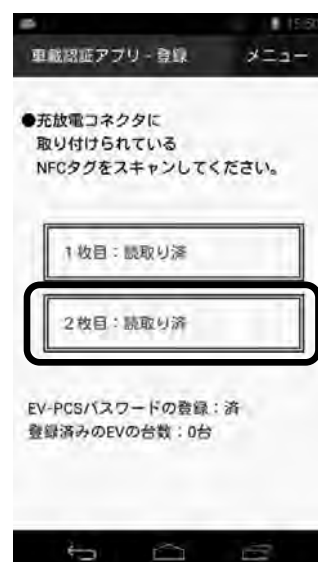 15:50
車載認証アプリ - 登録 メニュー
●充放電コネクタに
取り付けられている
NFCタグをスキャンしてください。
1枚目：読取り済
2枚目：読取り済
EV-PCSパスワードの登録：済
登録済みのEVの台数：0台